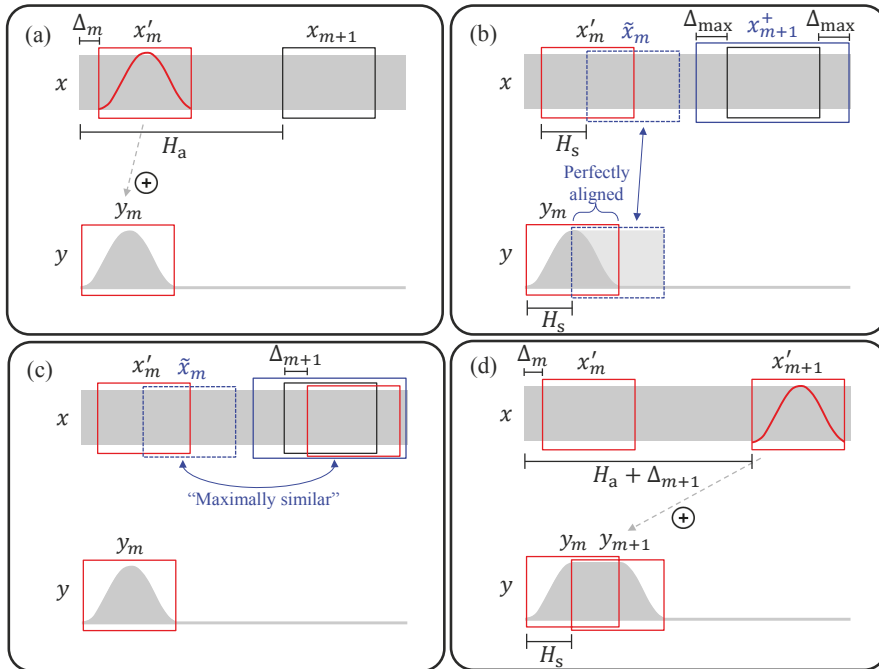 (a)
Δ_m x′_m x_{m+1}
x
H_a
+
y_m
y
(b)
x′_m x̃_m Δ_max x⁺_{m+1} Δ_max
x
H_s
Perfectly
aligned
y_m
y
H_s
(c)
x′_m x̃_m Δ_{m+1}
x
“Maximally similar”
y_m
y
(d)
Δ_m x′_m x′_{m+1}
x
H_a + Δ_{m+1}
+
y_m y_{m+1}
y
H_s